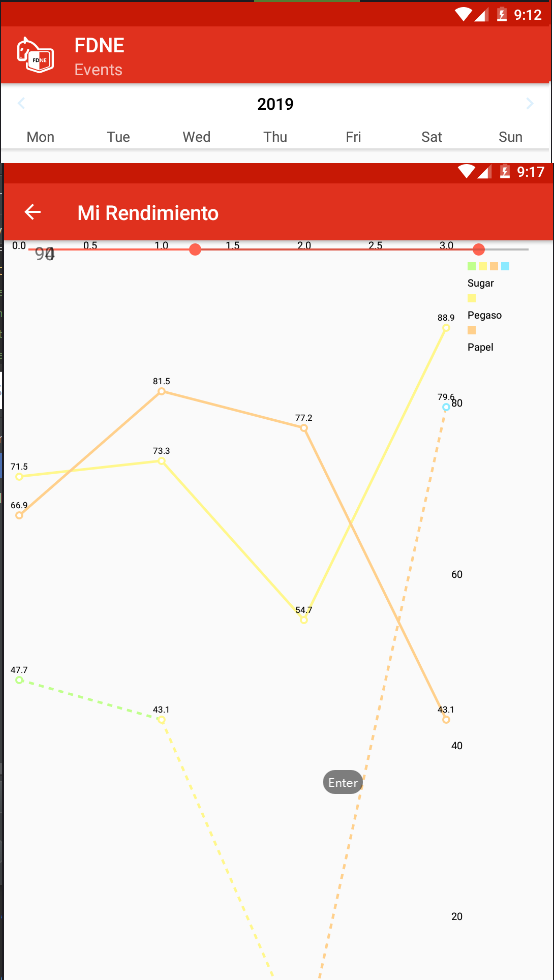 9:12
FDNE
FDNE
Events
2019
Mon Tue Wed Thu Fri Sat Sun
9:17
Mi Rendimiento
0.0 0.5 1.0 1.5 2.0 2.5 3.0
Sugar
Pegaso
88.9
Papel
81.5
79.6
80
77.2
73.3
71.5
66.9
60
54.7
47.7
43.1
43.1
40
Enter
20